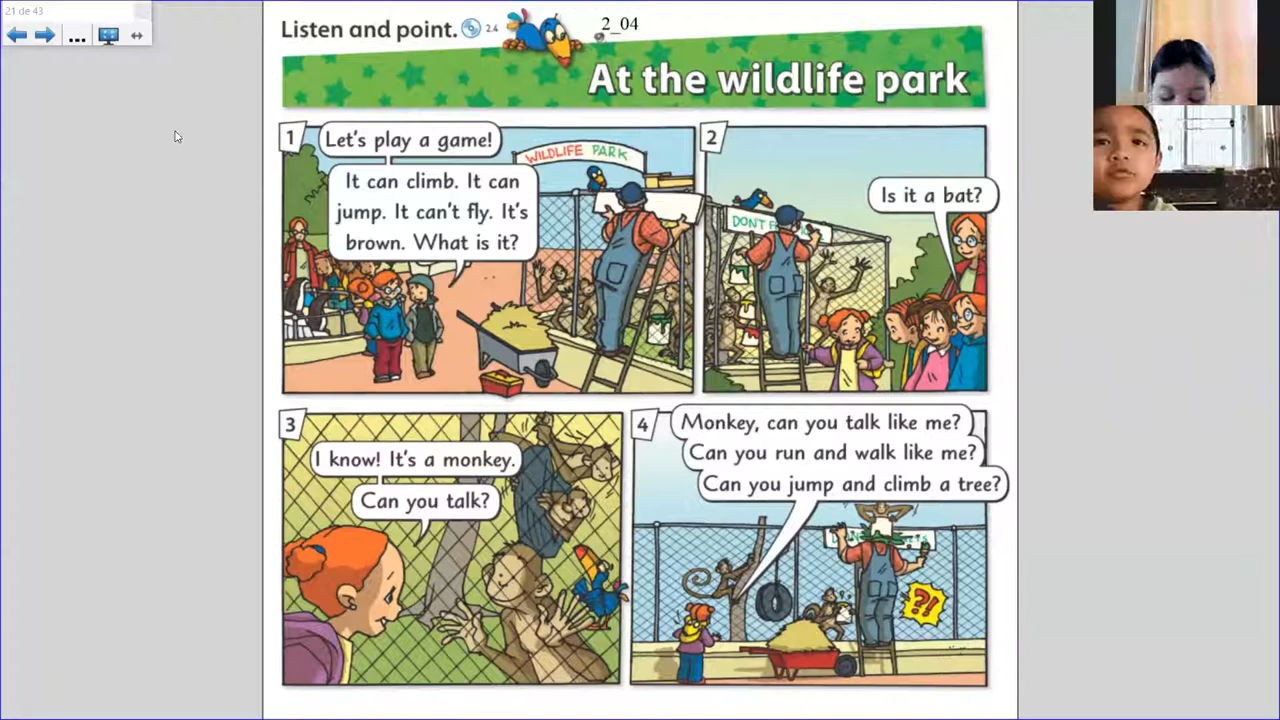 21 de 43
...
Listen and point. 2.4
2_04
At the wildlife park
1
Let's play a game!
It can climb. It can
jump. It can't fly. It's
brown. What is it?
WILDLIFE PARK
2
Is it a bat?
DON'T
3
I know! It's a monkey.
Can you talk?
4
Monkey, can you talk like me?
Can you run and walk like me?
Can you jump and climb a tree?
?!